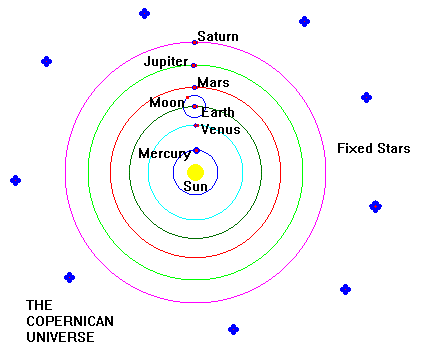 Saturn
Jupiter
Mars
Moon
Earth
Venus
Mercury
Fixed Stars
Sun
THE
COPERNICAN
UNIVERSE